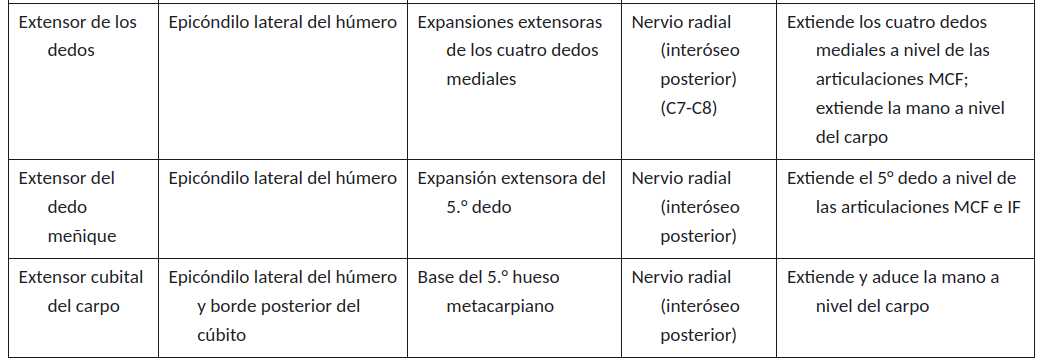 Extensor de los
dedos
Epicóndilo lateral del húmero
Expansiones extensoras
de los cuatro dedos
mediales
Nervio radial
(interóseo
posterior)
(C7-C8)
Extiende los cuatro dedos
mediales a nivel de las
articulaciones MCF;
extiende la mano a nivel
del carpo
Extensor del
dedo
meñique
Epicóndilo lateral del húmero
Expansión extensora del
5.° dedo
Nervio radial
(interóseo
posterior)
Extiende el 5° dedo a nivel de
las articulaciones MCF e IF
Extensor cubital
del carpo
Epicóndilo lateral del húmero
y borde posterior del
cúbito
Base del 5.° hueso
metacarpiano
Nervio radial
(interóseo
posterior)
Extiende y aduce la mano a
nivel del carpo